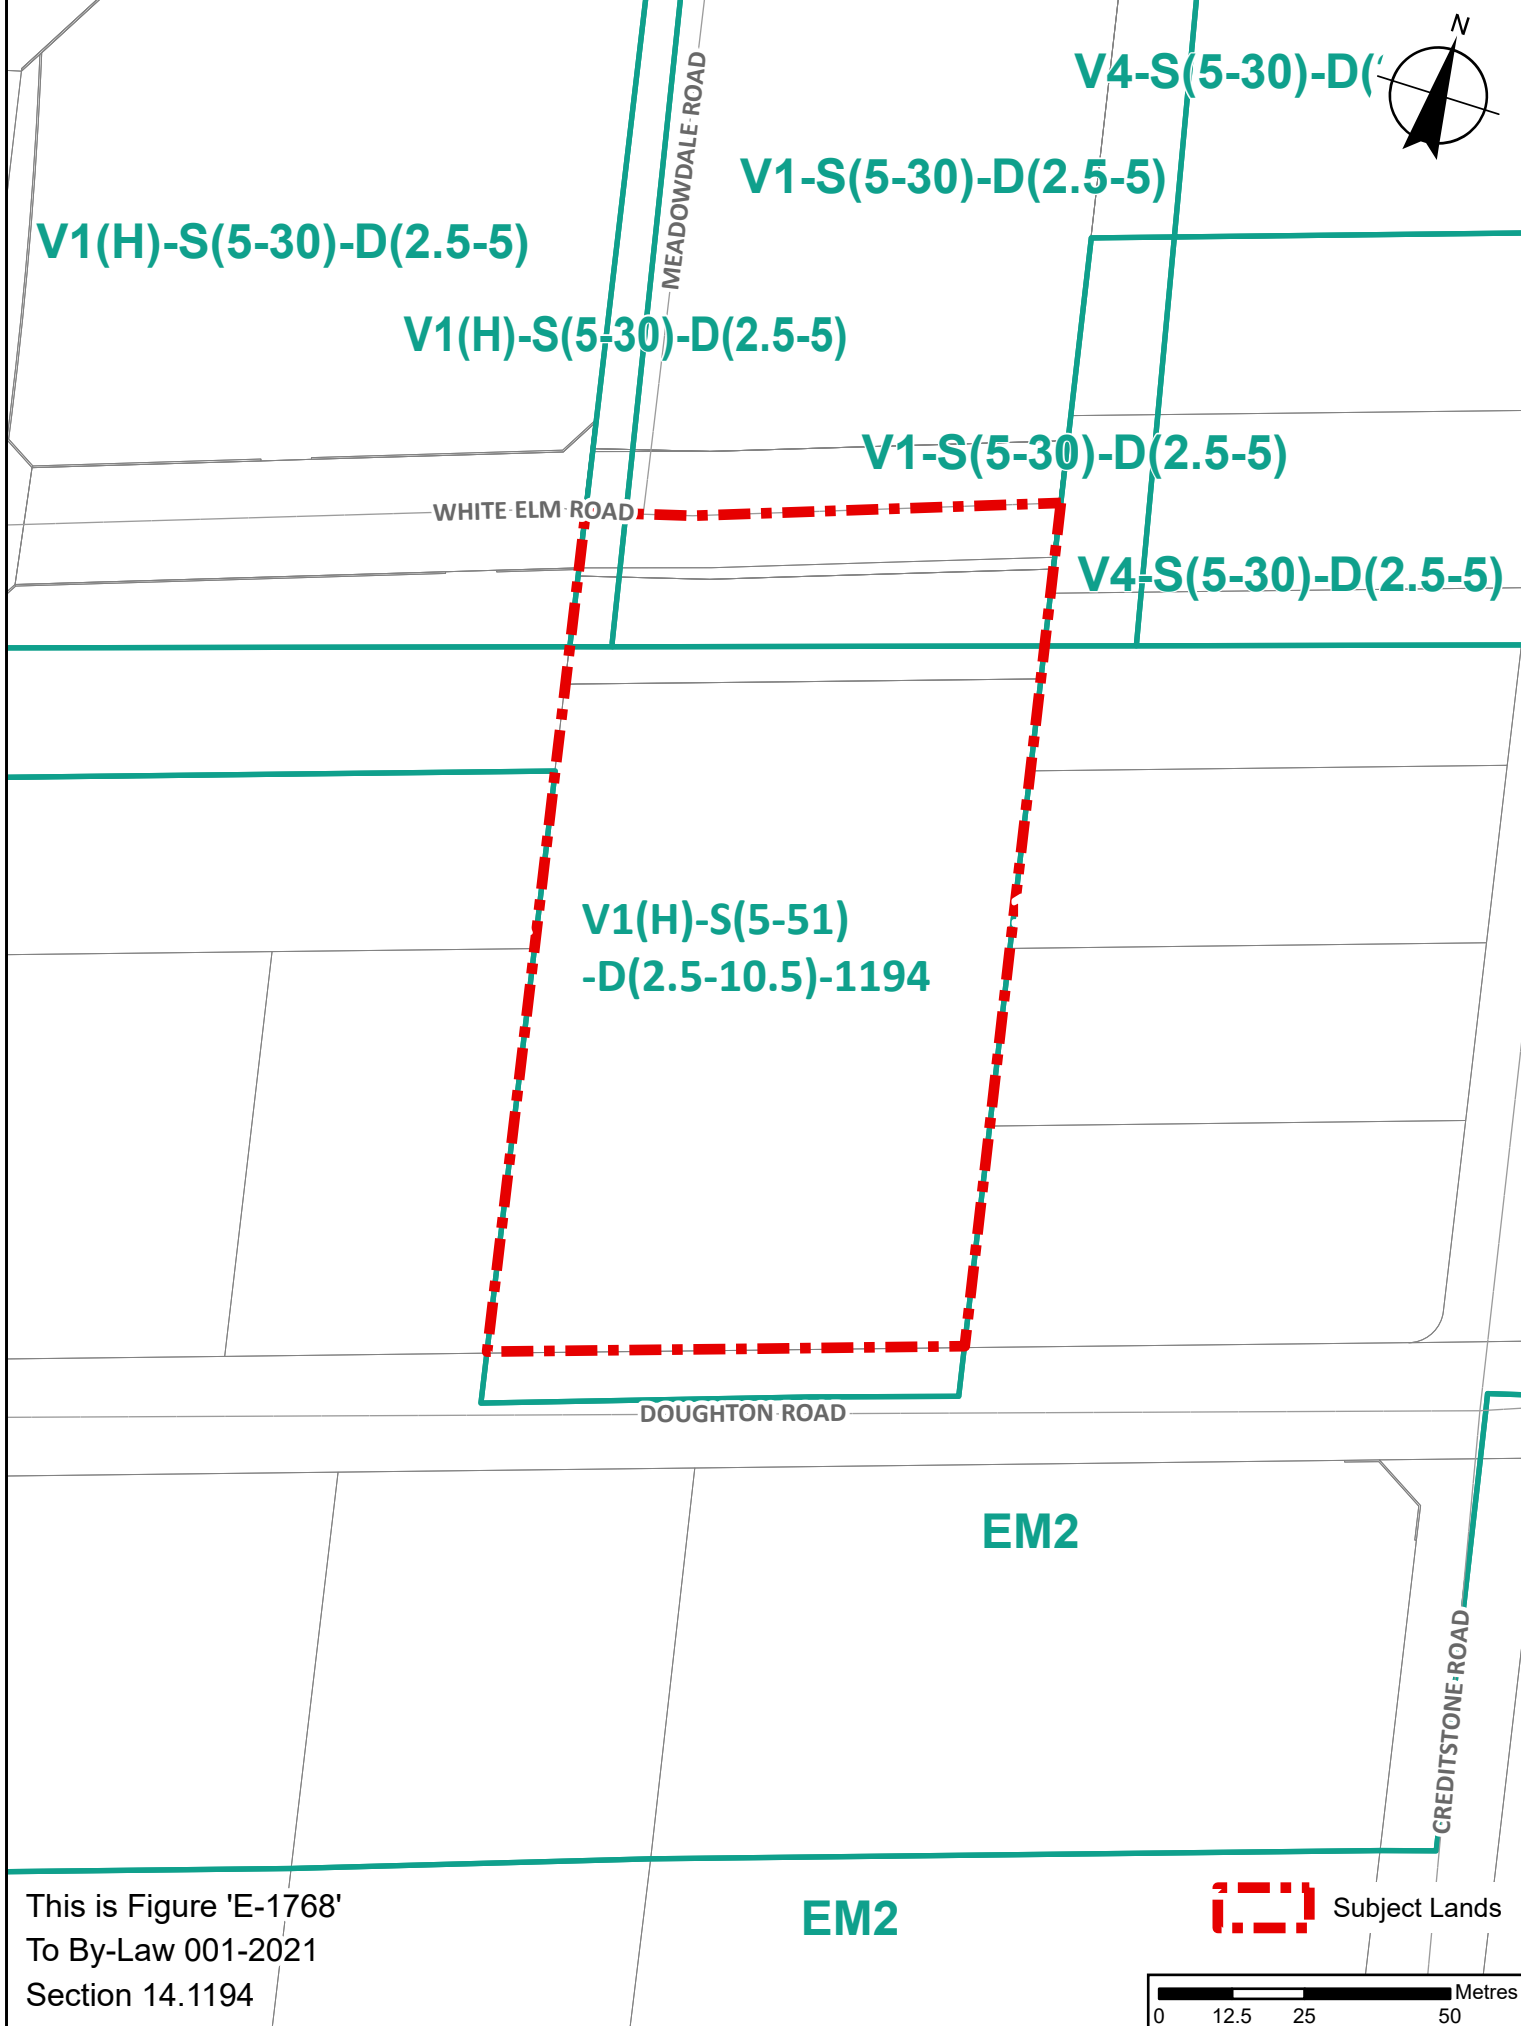 N
V4-S(5-30)-D(
MEADOWDALE ROAD
V1-S(5-30)-D(2.5-5)
V1(H)-S(5-30)-D(2.5-5)
V1(H)-S(5-30)-D(2.5-5)
V1-S(5-30)-D(2.5-5)
WHITE ELM ROAD
V4-S(5-30)-D(2.5-5)
V1(H)-S(5-51)
-D(2.5-10.5)-1194
DOUGHTON ROAD
EM2
CREDITSTONE ROAD
EM2
This is Figure 'E-1768'
To By-Law 001-2021
Section 14.1194
Subject Lands
Metres
0 12.5 25 50